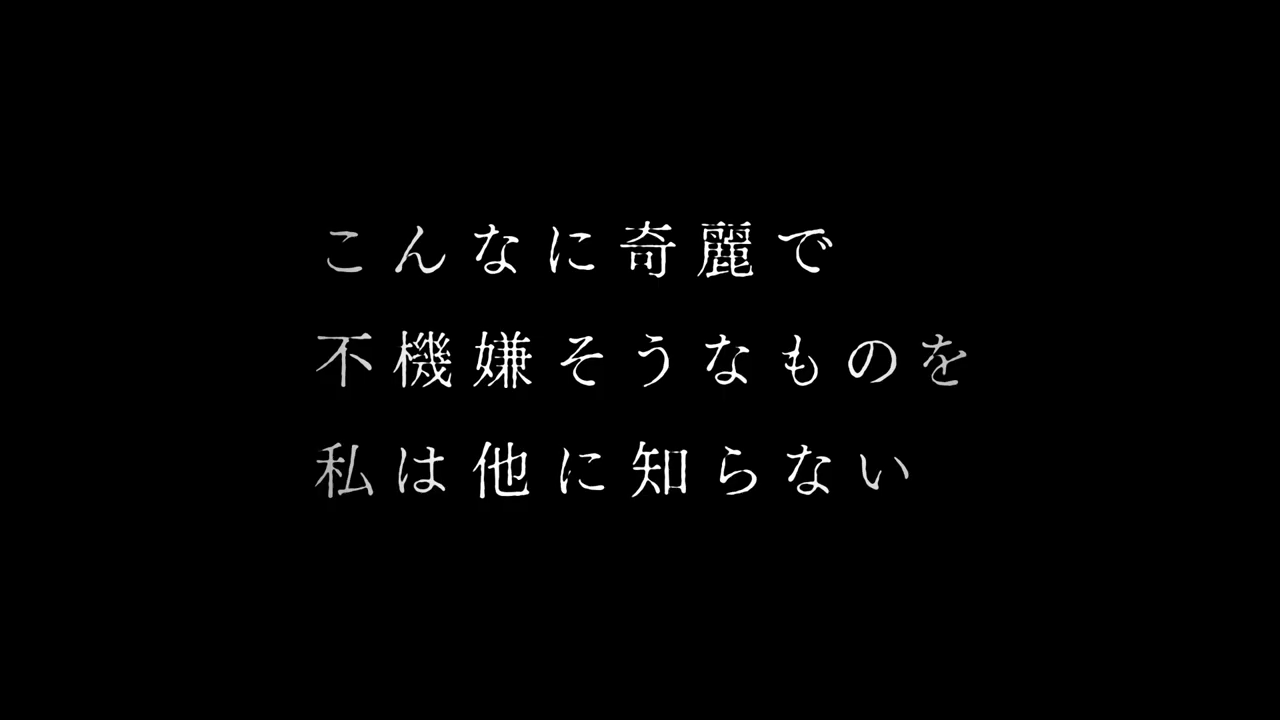 こんなに奇麗で
不機嫌そうなものを
私は他に知らない